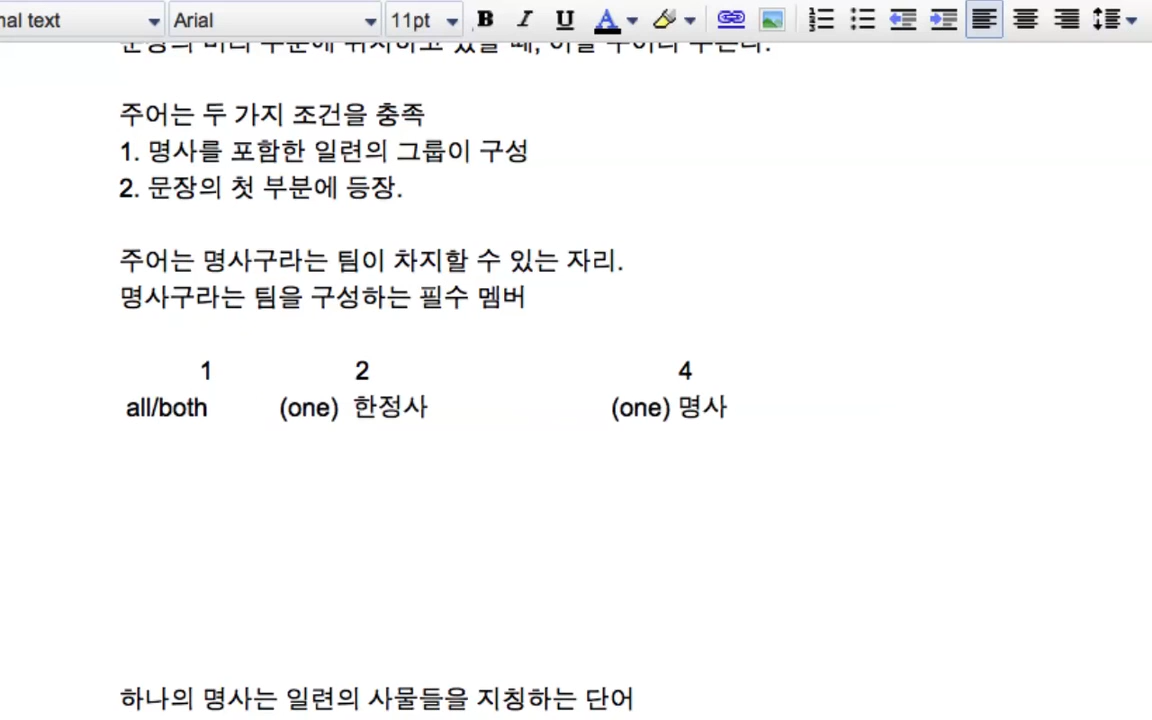 nal text Arial 11pt B I U A
주어는 두 가지 조건을 충족
1. 명사를 포함한 일련의 그룹이 구성
2. 문장의 첫 부분에 등장.
주어는 명사구라는 팀이 차지할 수 있는 자리.
명사구라는 팀을 구성하는 필수 멤버
1 2 4
all/both (one) 한정사 (one) 명사
하나의 명사는 일련의 사물들을 지칭하는 단어